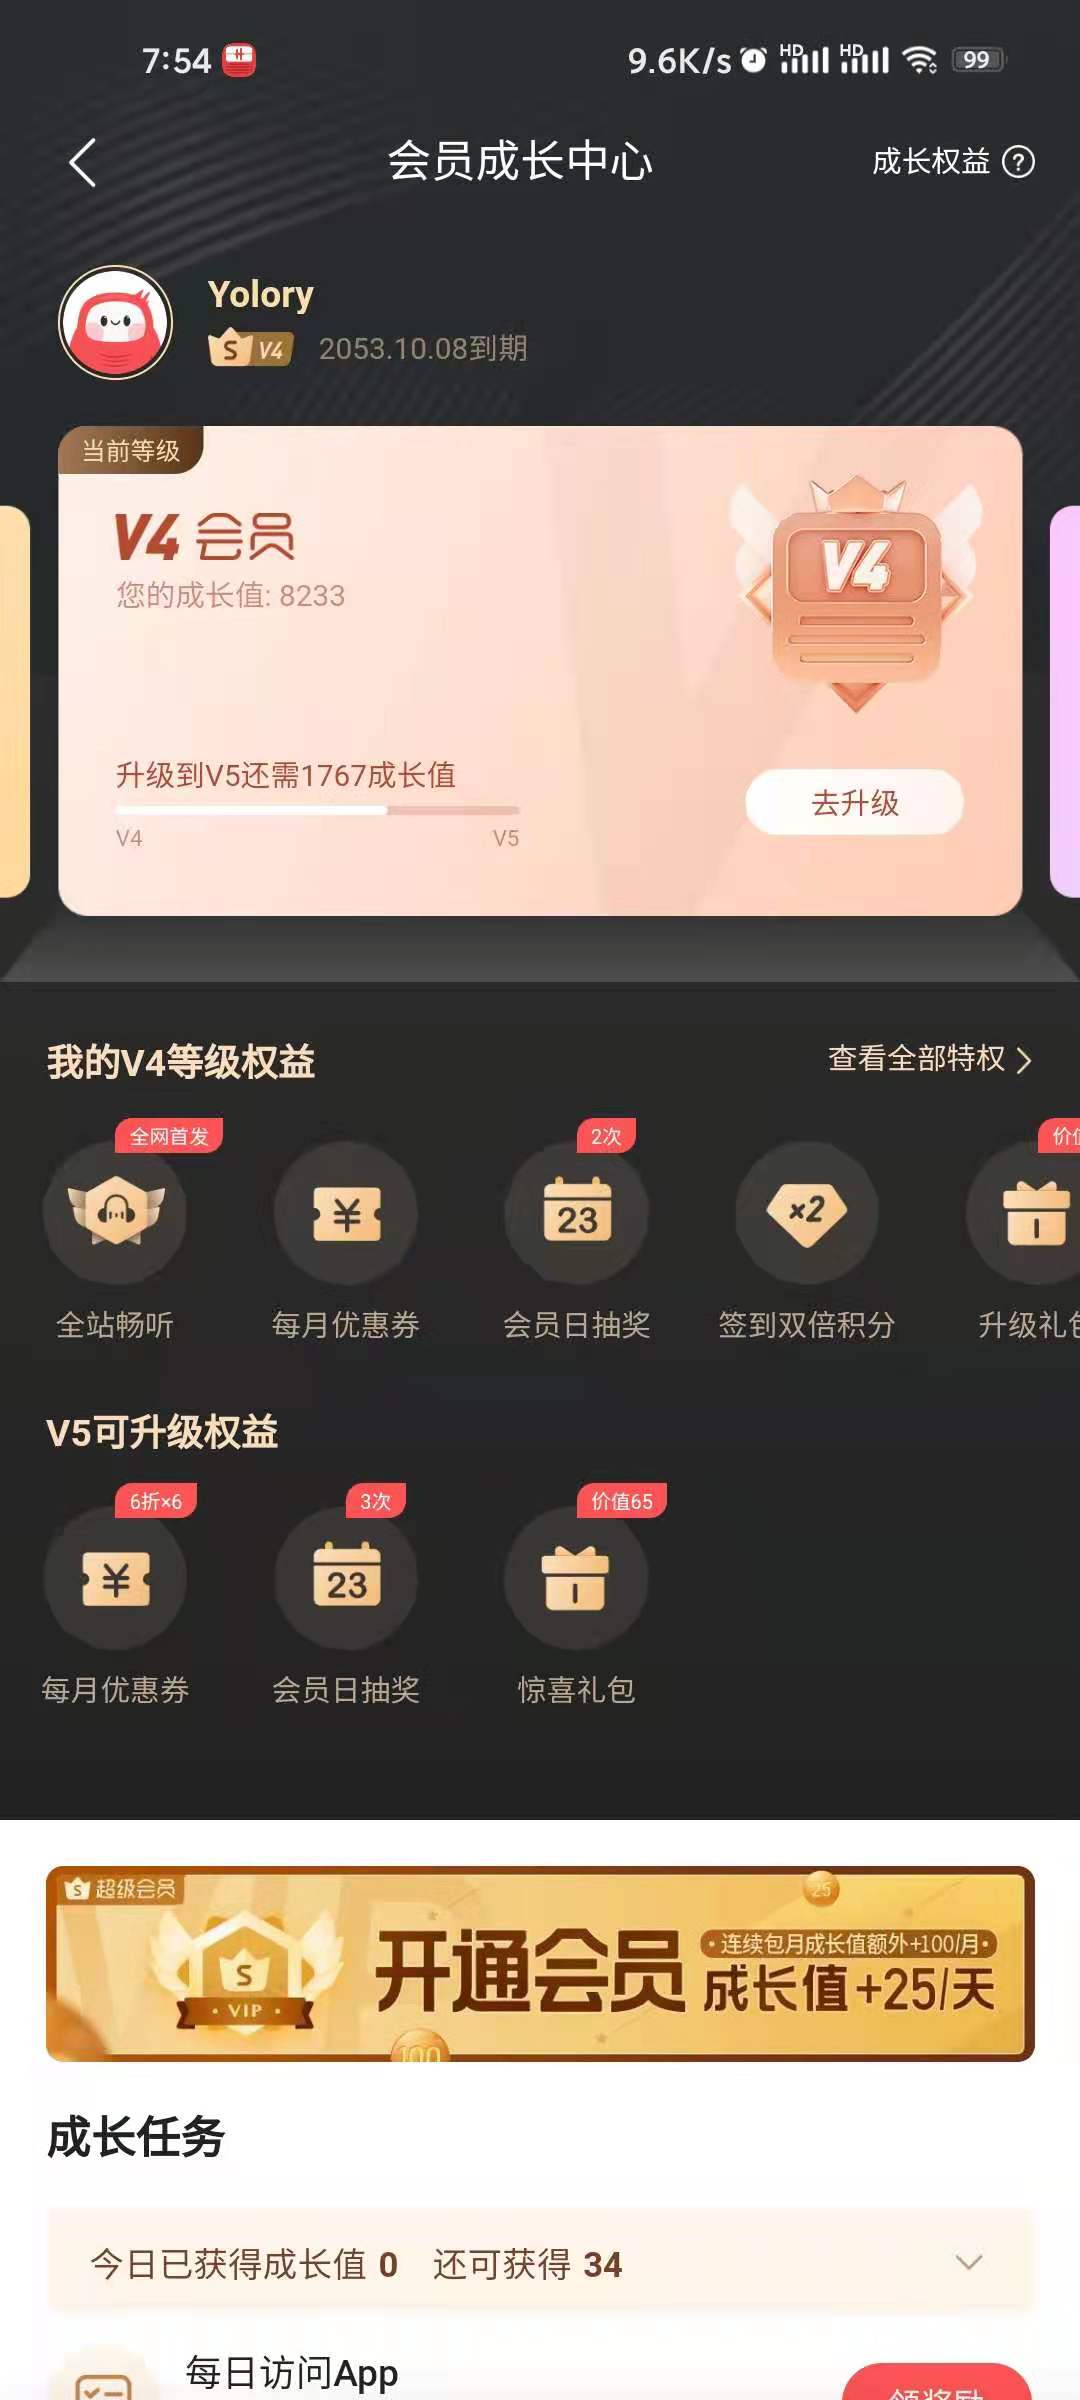 7:54
9.6K/s HD HD 99
会员成长中心
成长权益 ?
Yolory
S V4 2053.10.08到期
当前等级
V4 会员
您的成长值: 8233
V4
升级到V5还需1767成长值
去升级
V4 V5
我的V4等级权益
查看全部特权
全网首发
2次
23
×2
全站畅听
每月优惠券
会员日抽奖
签到双倍积分
V5可升级权益
6折×6
3次
价值65
23
每月优惠券
会员日抽奖
惊喜礼包
S 超级会员
25
S
VIP
开通会员
·连续包月成长值额外+100/月·
成长值+25/天
100
成长任务
今日已获得成长值 0 还可获得 34
每日访问App